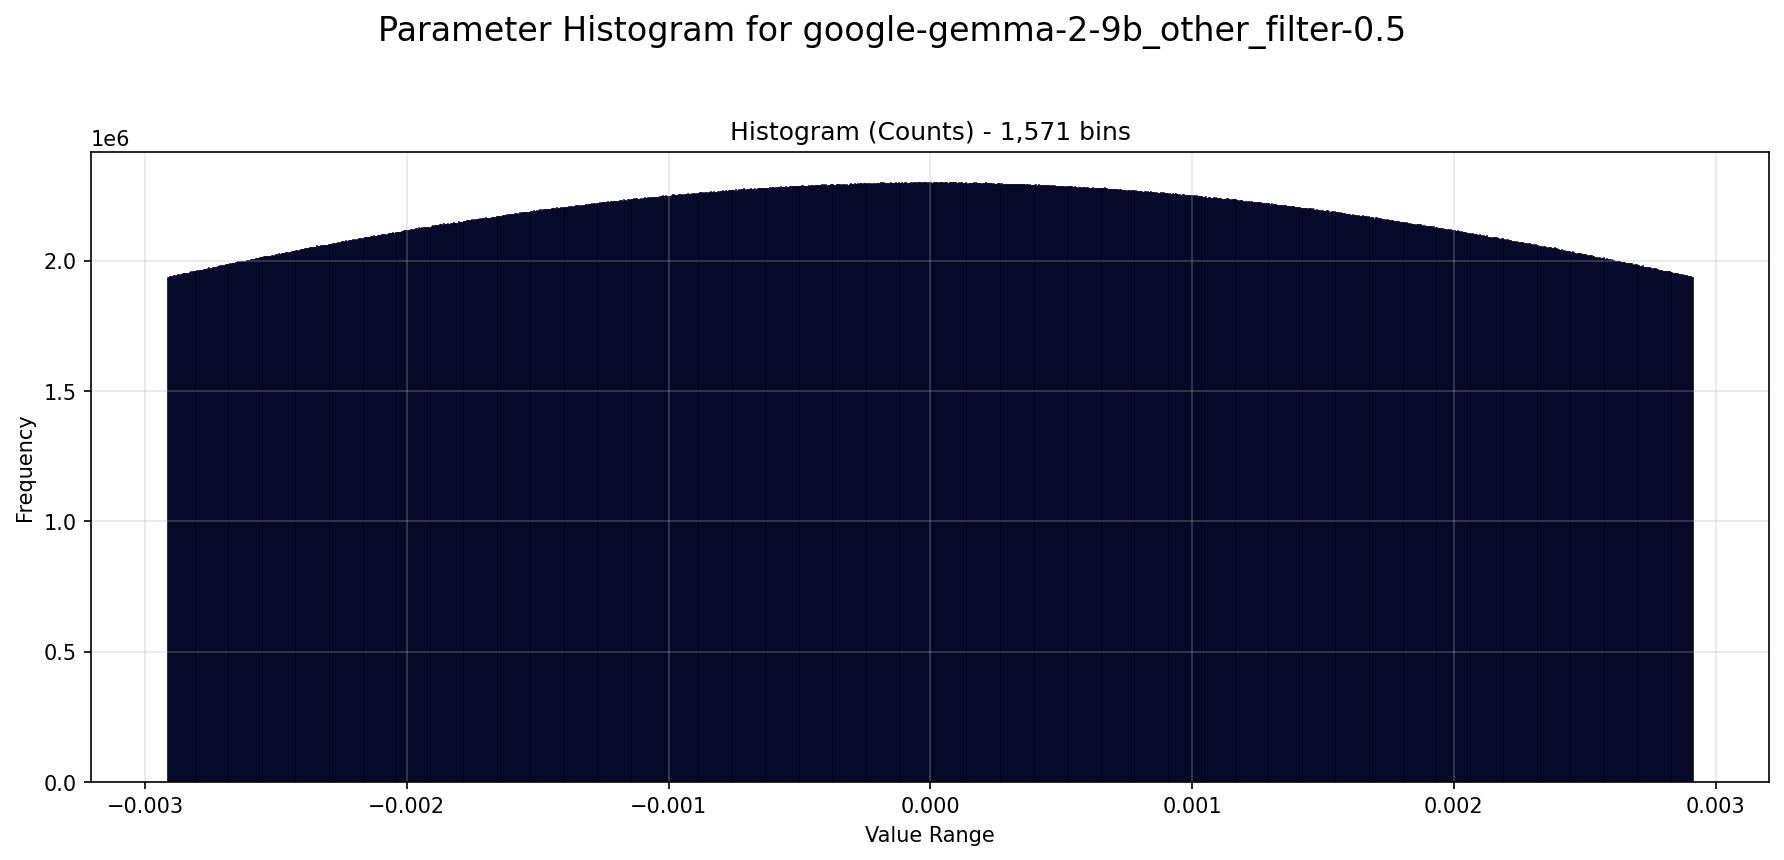 Parameter Histogram for google-gemma-2-9b_other_filter-0.5
Histogram (Counts) - 1,571 bins
1e6
2.0
1.5
1.0
0.5
0.0
Frequency
−0.003 −0.002 −0.001 0.000 0.001 0.002 0.003
Value Range